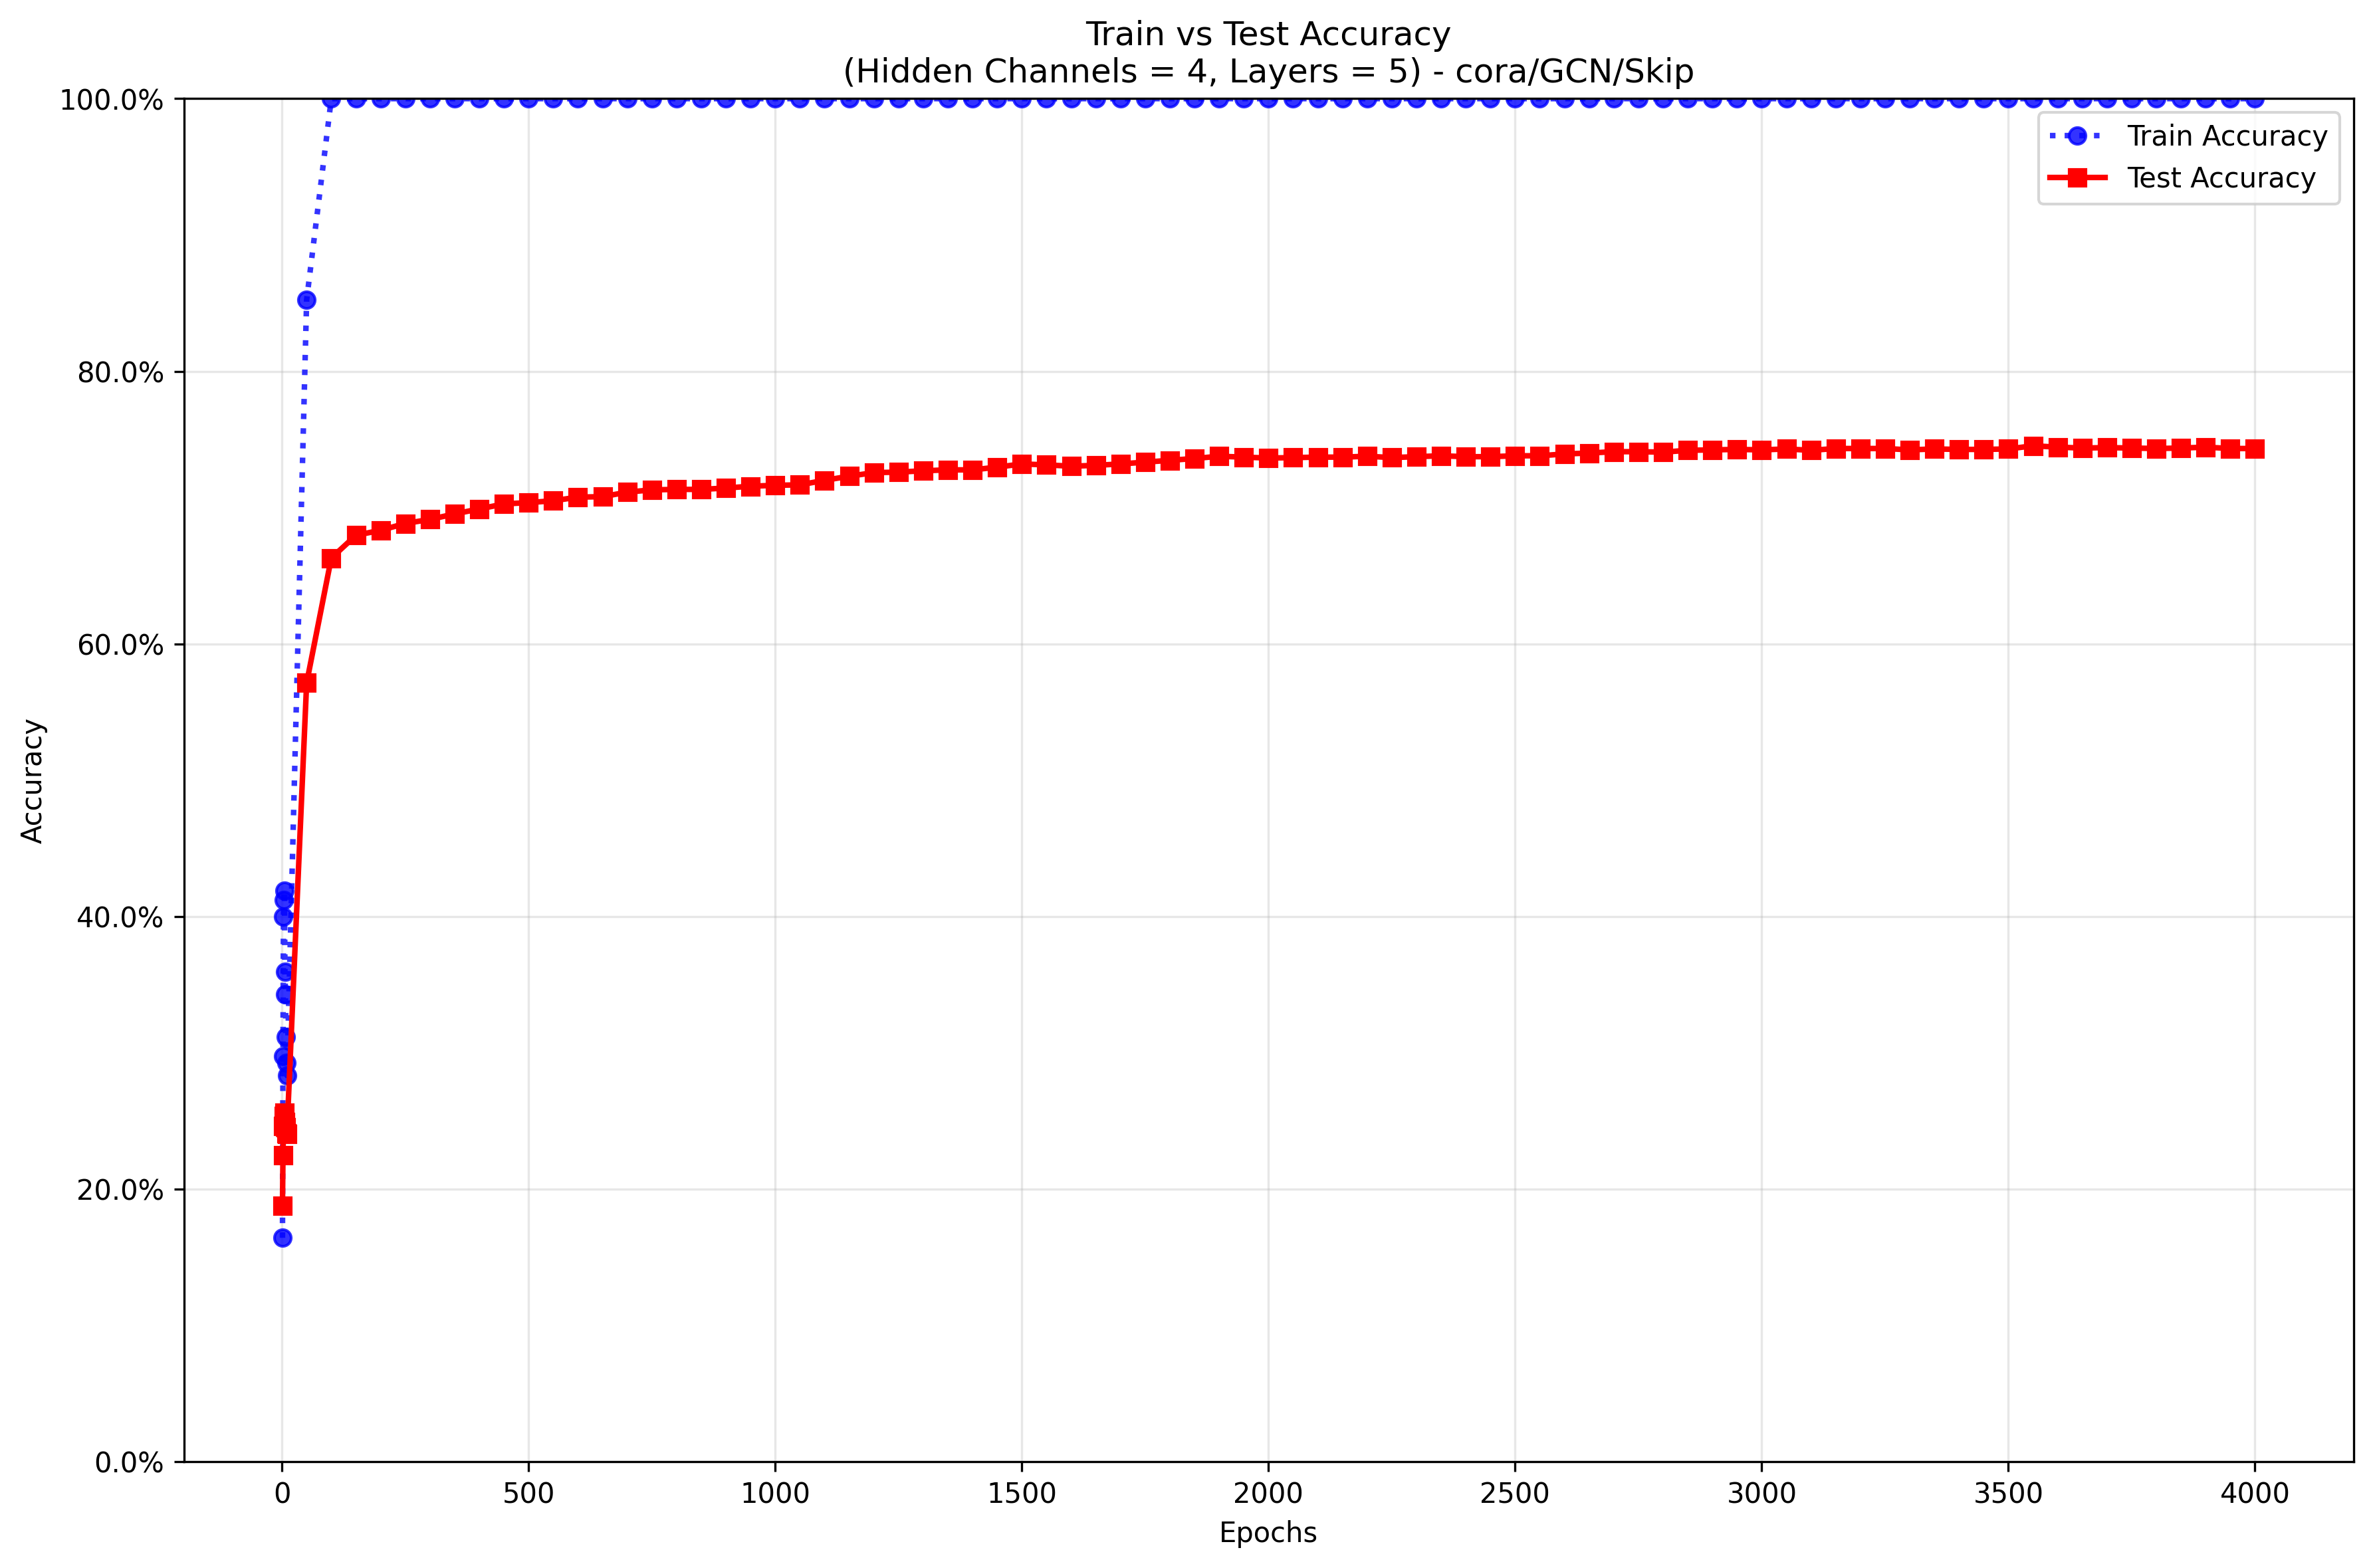 Train vs Test Accuracy
(Hidden Channels = 4, Layers = 5) - cora/GCN/Skip
100.0%
80.0%
60.0%
40.0%
20.0%
0.0%
Accuracy
Train Accuracy
Test Accuracy
0 500 1000 1500 2000 2500 3000 3500 4000
Epochs